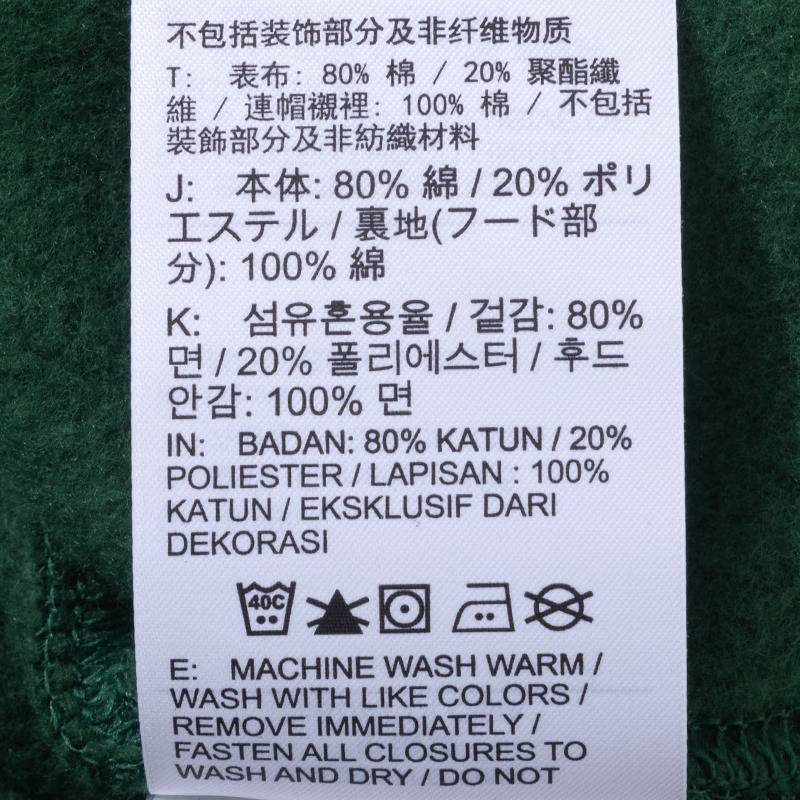 不包括装饰部分及非纤维物质
T: 表布: 80% 棉 / 20% 聚酯纖
維 / 連帽襯裡: 100% 棉 / 不包括
裝飾部分及非紡織材料
J: 本体: 80% 綿 / 20% ポリ
エステル / 裏地(フード部
分): 100% 綿
K: 섬유혼용율 / 겉감: 80%
면 / 20% 폴리에스터 / 후드
안감: 100% 면
IN: BADAN: 80% KATUN / 20%
POLIESTER / LAPISAN : 100%
KATUN / EKSKLUSIF DARI
DEKORASI
40C
E: MACHINE WASH WARM /
WASH WITH LIKE COLORS /
REMOVE IMMEDIATELY /
FASTEN ALL CLOSURES TO
WASH AND DRY / DO NOT